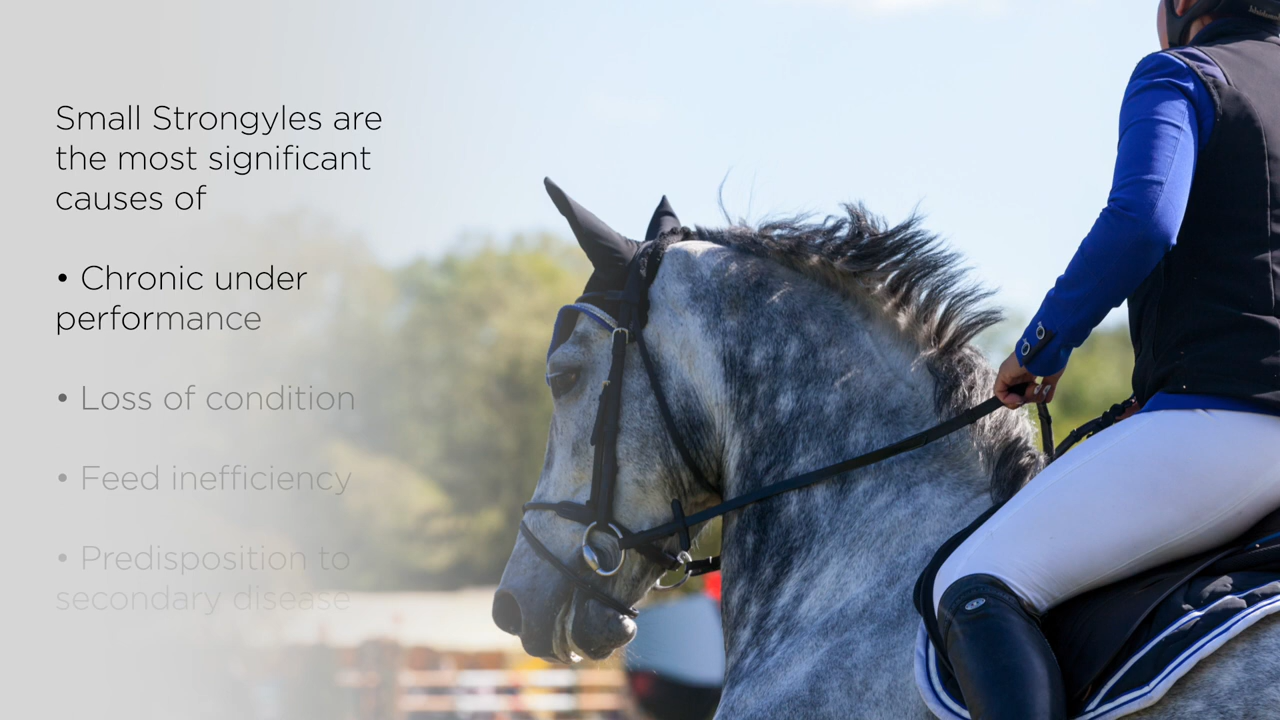 Small Strongyles are
the most significant
causes of
• Chronic under
performance
• Loss of condition
• Feed inefficiency
• Predisposition to
secondary disease